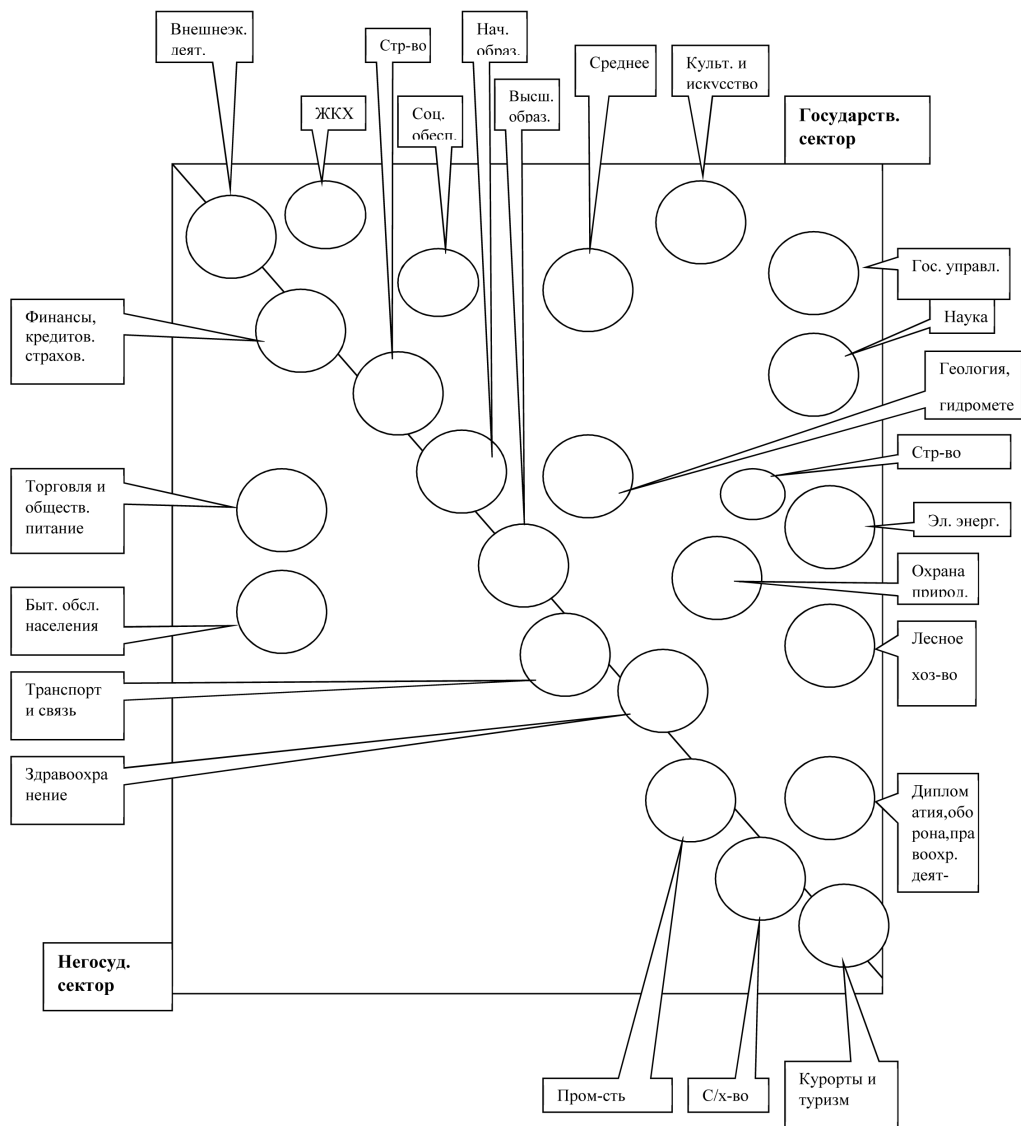 Внешнеэк.
деят.
Стр-во
Нач.
образ.
Среднее
Культ. и
искусство
ЖКХ
Соц.
обесп.
Высш.
образ.
Государств.
сектор
Гос. управл.
Наука
Геология,
гидромете
Стр-во
Эл. энерг.
Охрана
природ.
Лесное
хоз-во
Диплом
атия,обо
рона,пра
воохр.
деят-
Финансы,
кредитов.
страхов.
Торговля и
обществ.
питание
Быт. обсл.
населения
Транспорт
и связь
Здравоохра
нение
Негосуд.
сектор
Пром-сть
С/х-во
Курорты и
туризм